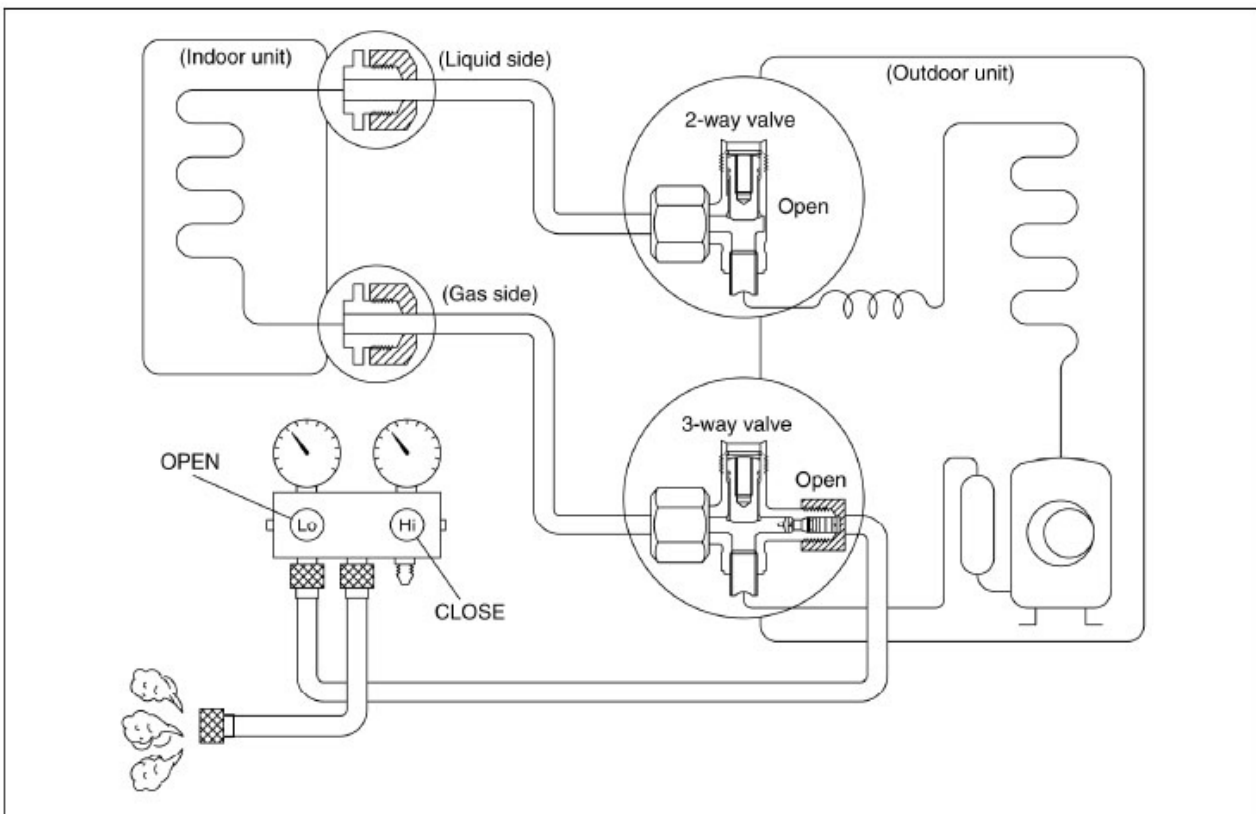 (Indoor unit)
(Liquid side)
(Outdoor unit)
2-way valve
Open
(Gas side)
3-way valve
Open
OPEN
Lo
Hi
CLOSE